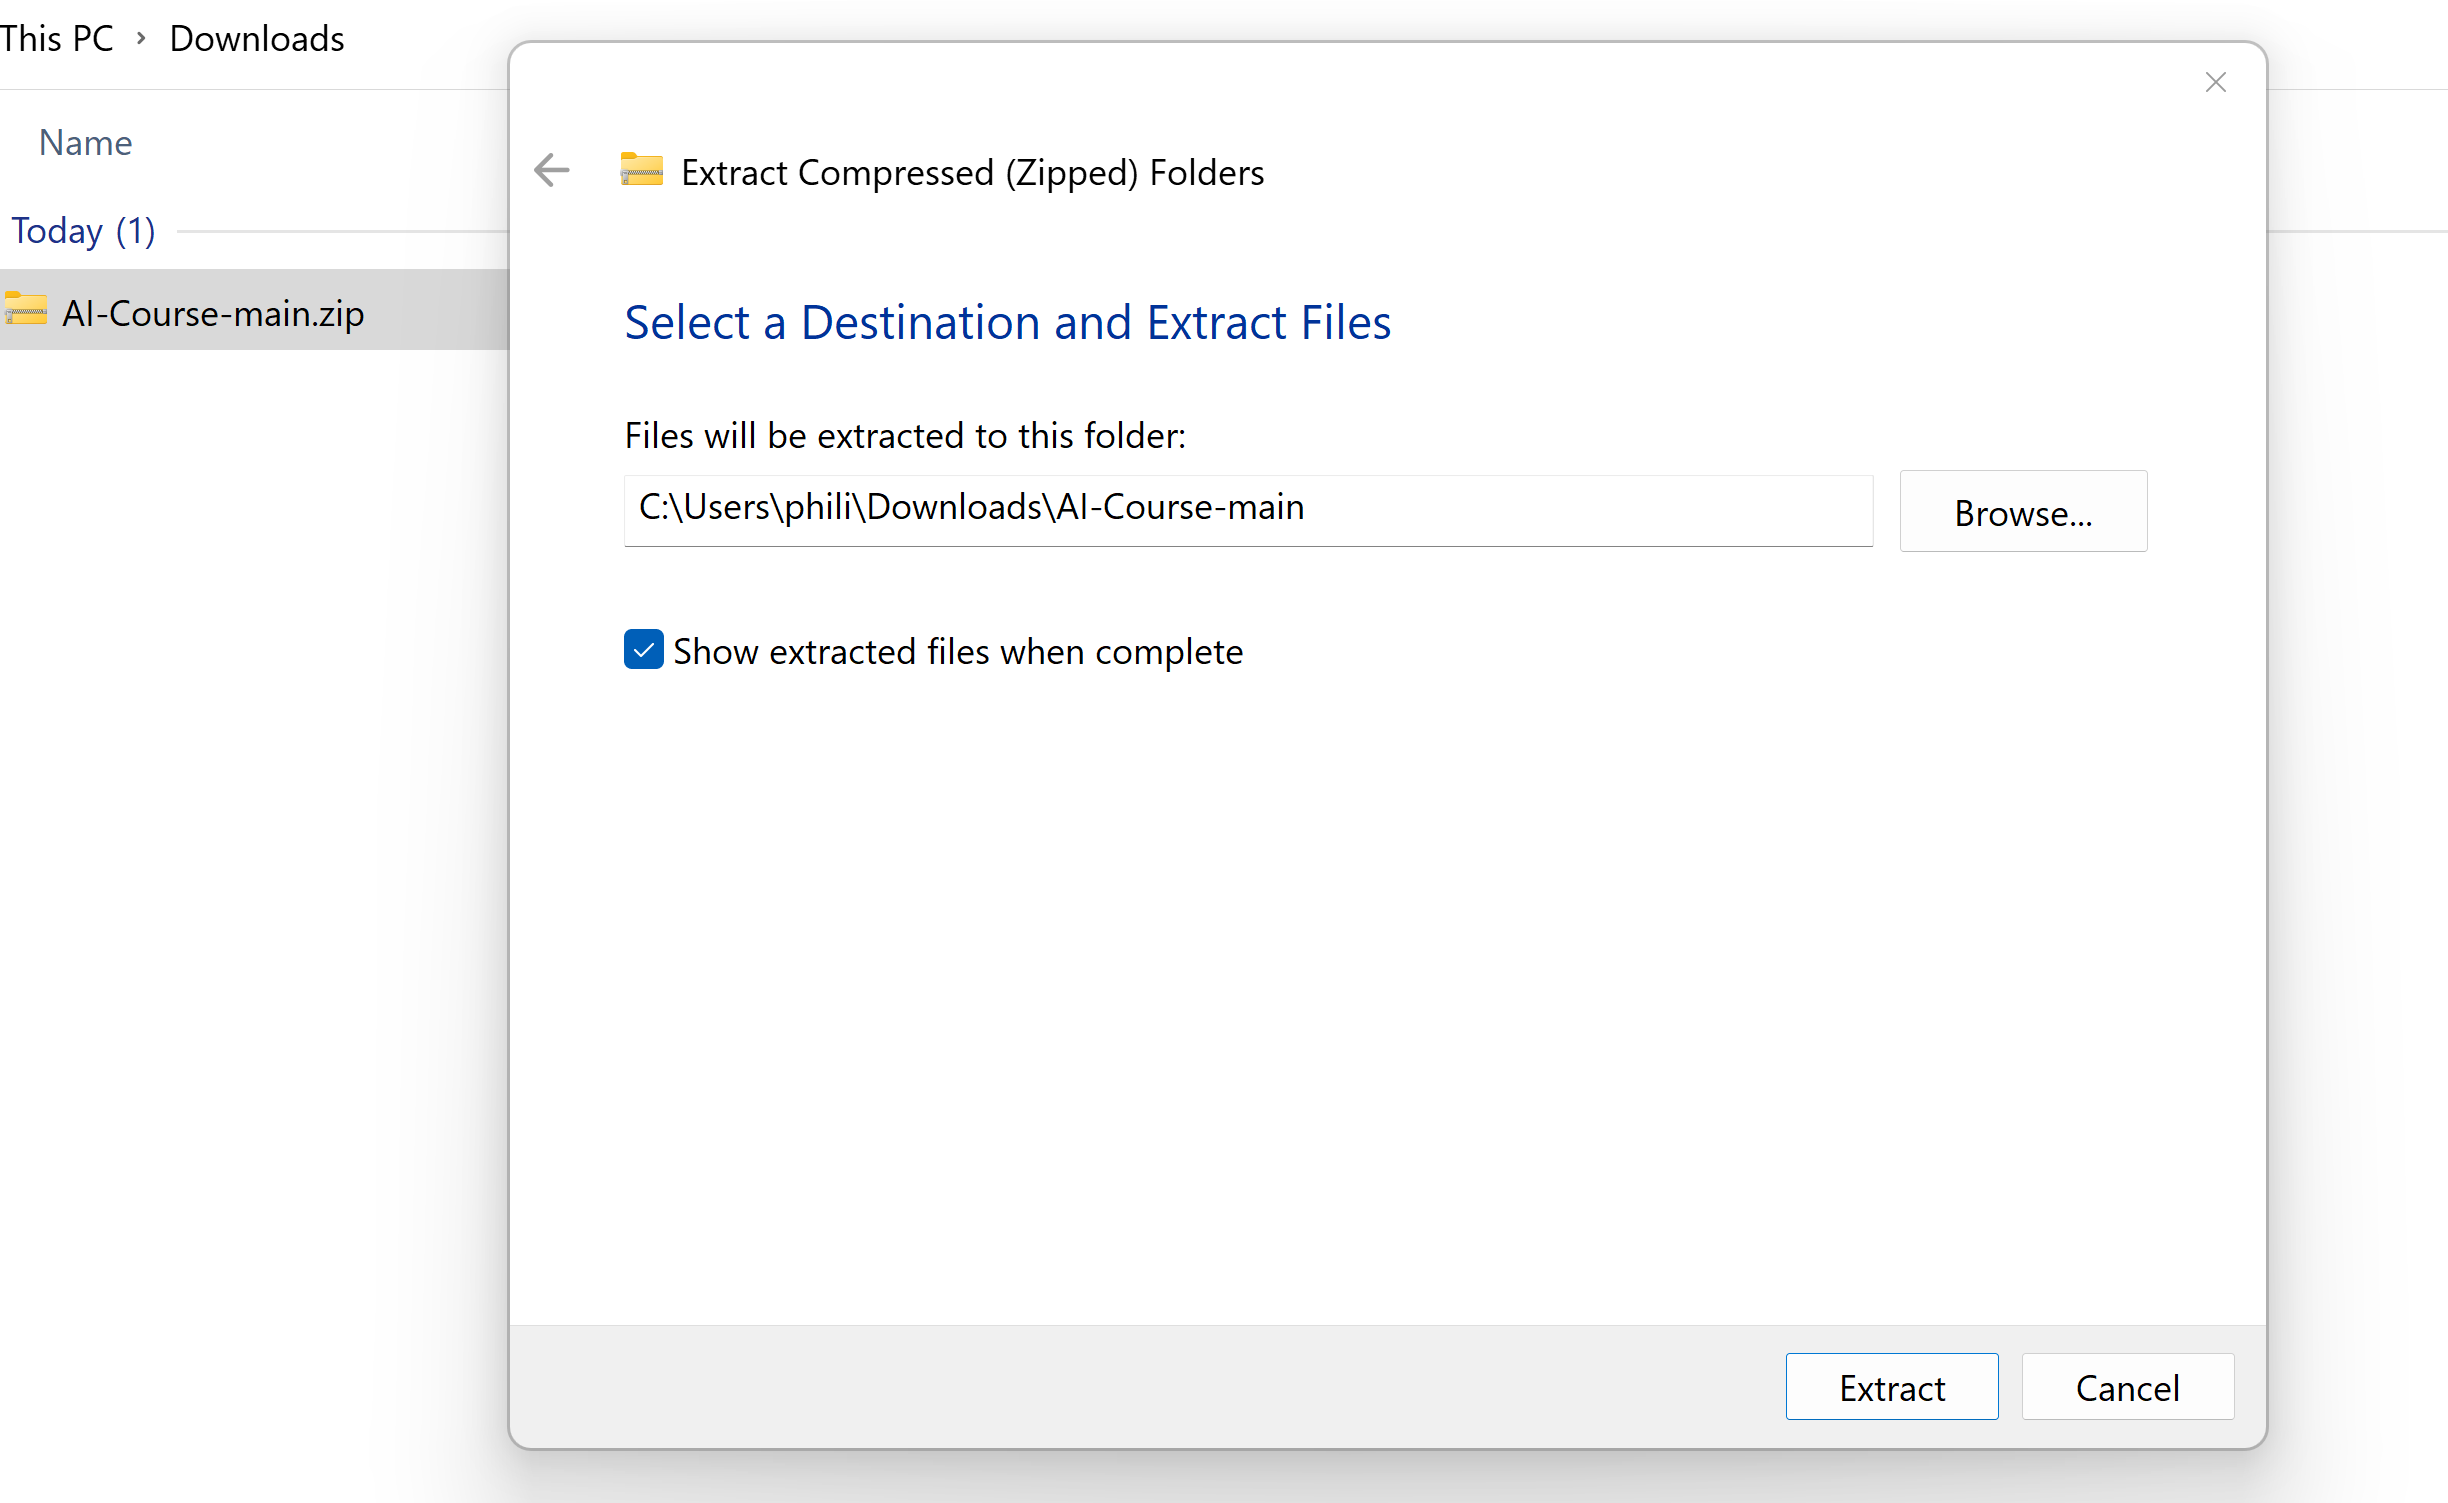 This PC › Downloads
Name
Today (1)
AI-Course-main.zip
Extract Compressed (Zipped) Folders
Select a Destination and Extract Files
Files will be extracted to this folder:
C:\Users\phili\Downloads\AI-Course-main
Browse...
Show extracted files when complete
Extract
Cancel